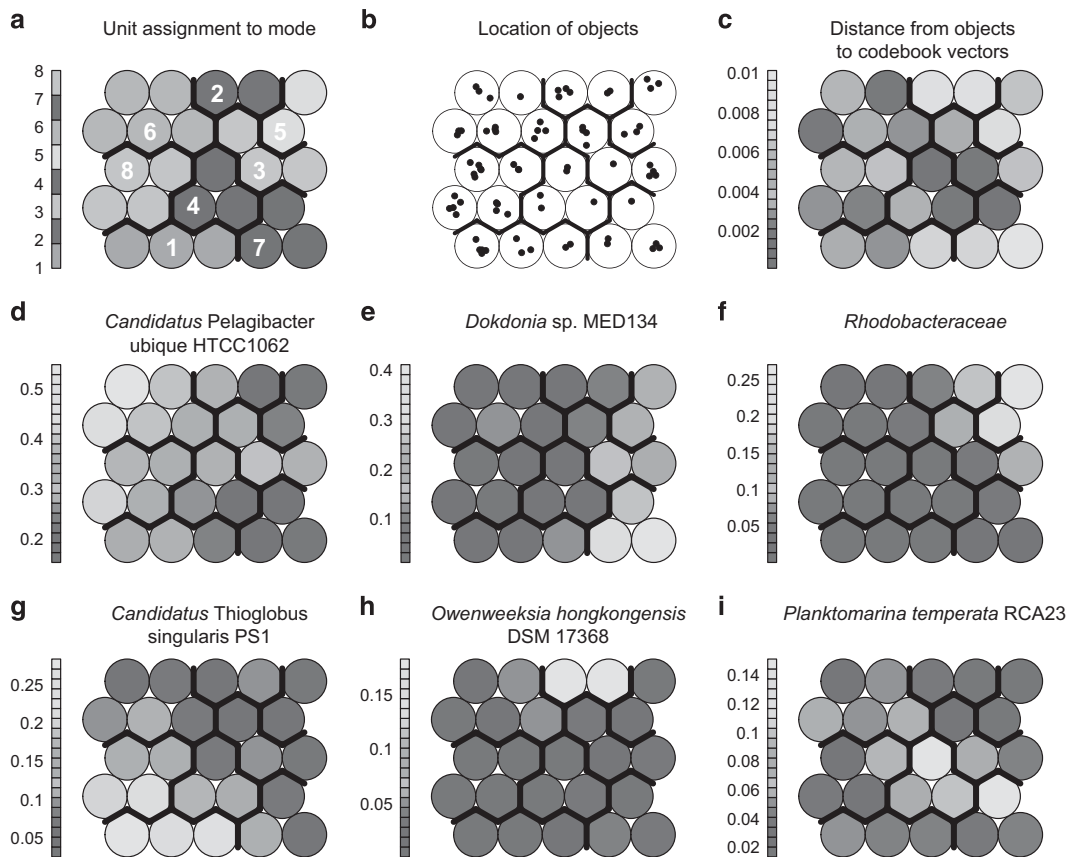 a
Unit assignment to mode
8
7
6
5
4
3
2
1
2
6
5
8
3
4
1
7
b
Location of objects
c
Distance from objects
to codebook vectors
0.01
0.008
0.006
0.004
0.002
d
Candidatus Pelagibacter
ubique HTCC1062
0.5
0.4
0.3
0.2
e
Dokdonia sp. MED134
0.4
0.3
0.2
0.1
f
Rhodobacteraceae
0.25
0.2
0.15
0.1
0.05
g
Candidatus Thioglobus
singularis PS1
0.25
0.2
0.15
0.1
0.05
h
Owenweeksia hongkongensis
DSM 17368
0.15
0.1
0.05
i
Planktomarina temperata RCA23
0.14
0.12
0.1
0.08
0.06
0.04
0.02